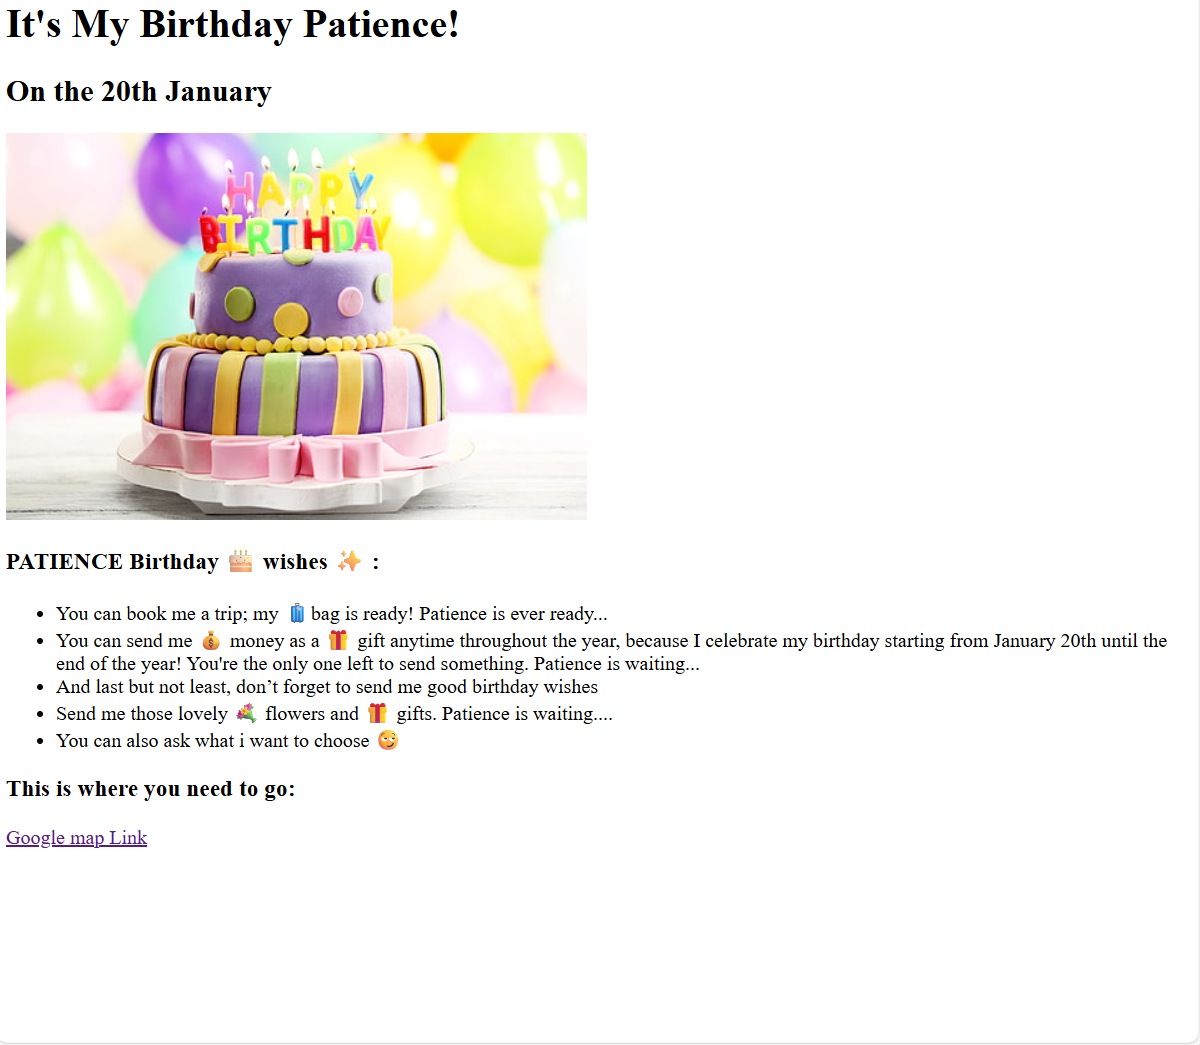 It's My Birthday Patience!
On the 20th January
HAPPY
BIRTHDAY
PATIENCE Birthday 🎂 wishes ✨ :
• You can book me a trip; my 🧳 bag is ready! Patience is ever ready...
• You can send me 💰 money as a 🎁 gift anytime throughout the year, because I celebrate my birthday starting from January 20th until the
end of the year! You're the only one left to send something. Patience is waiting...
• And last but not least, don’t forget to send me good birthday wishes
• Send me those lovely 💐 flowers and 🎁 gifts. Patience is waiting....
• You can also ask what i want to choose 🙄
This is where you need to go:
Google map Link